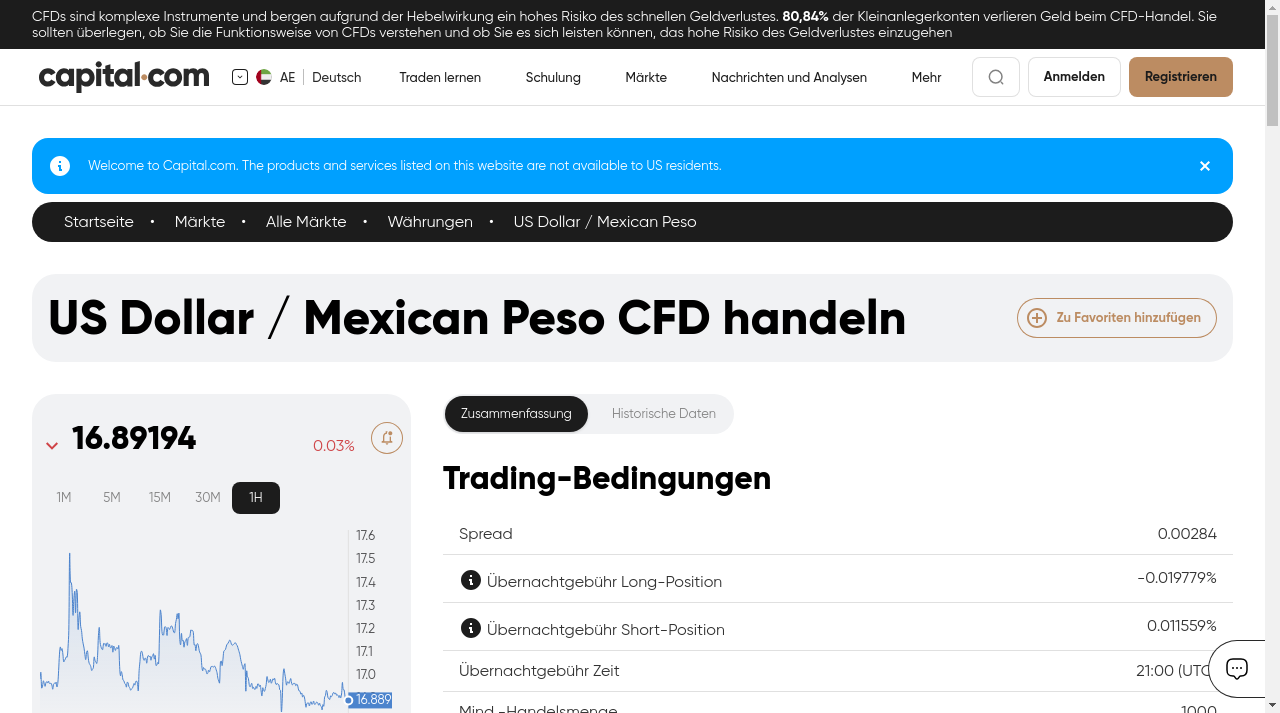 CFDs sind komplexe Instrumente und bergen aufgrund der Hebelwirkung ein hohes Risiko des schnellen Geldverlustes. 80,84% der Kleinanlegerkonten verlieren Geld beim CFD-Handel. Sie
sollten überlegen, ob Sie die Funktionsweise von CFDs verstehen und ob Sie es sich leisten können, das hohe Risiko des Geldverlustes einzugehen
capital.com AE Deutsch Traden lernen Schulung Märkte Nachrichten und Analysen Mehr Anmelden Registrieren
Welcome to Capital.com. The products and services listed on this website are not available to US residents.
Startseite • Märkte • Alle Märkte • Währungen • US Dollar / Mexican Peso
US Dollar / Mexican Peso CFD handeln
Zu Favoriten hinzufügen
16.89194 0.03%
1M 5M 15M 30M 1H
17.6
17.5
17.4
17.3
17.2
17.1
17.0
16.889
Zusammenfassung Historische Daten
Trading-Bedingungen
Spread 0.00284
Übernachtgebühr Long-Position -0.019779%
Übernachtgebühr Short-Position 0.011559%
Übernachtgebühr Zeit 21:00 (UTC
Mind.-Handelsmenge 1000